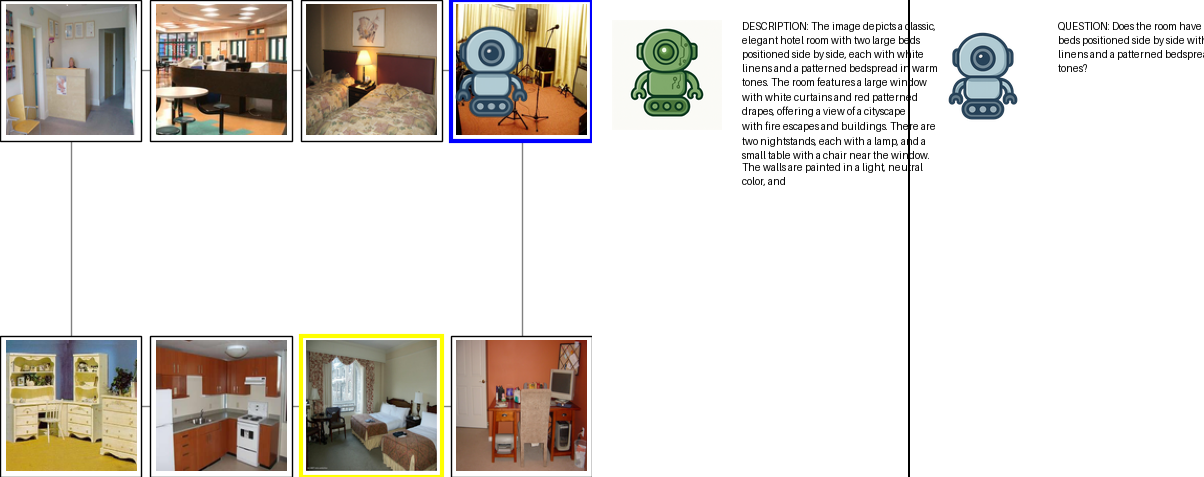 DESCRIPTION: The image depicts a classic,
elegant hotel room with two large beds
positioned side by side, each with white
linens and a patterned bedspread in warm
tones. The room features a large window
with white curtains and red patterned
drapes, offering a view of a cityscape
with fire escapes and buildings. There are
two nightstands, each with a lamp, and a
small table with a chair near the window.
The walls are painted in a light, neutral
color, and
QUESTION: Does the room have
beds positioned side by side with
linens and a patterned
tones?